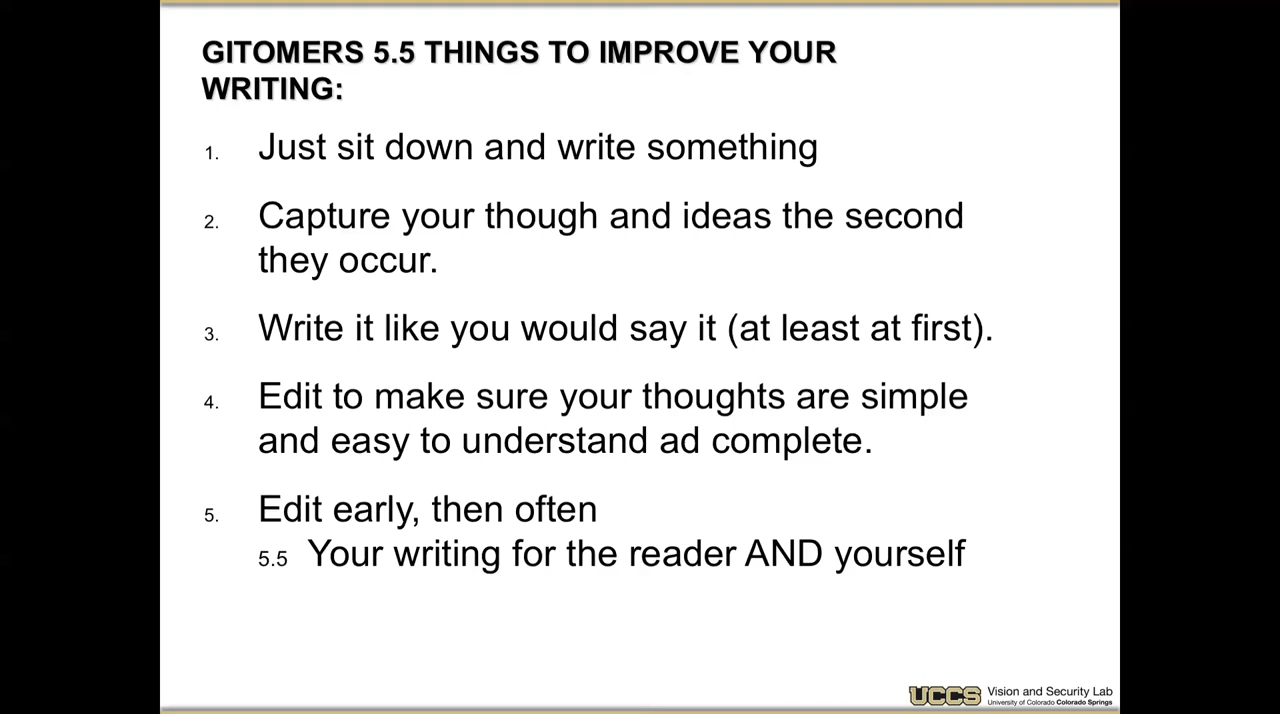 GITOMERS 5.5 THINGS TO IMPROVE YOUR
WRITING:
1. Just sit down and write something
2. Capture your though and ideas the second
they occur.
3. Write it like you would say it (at least at first).
4. Edit to make sure your thoughts are simple
and easy to understand ad complete.
5. Edit early, then often
5.5 Your writing for the reader AND yourself
UCCS Vision and Security Lab
University of Colorado Colorado Springs